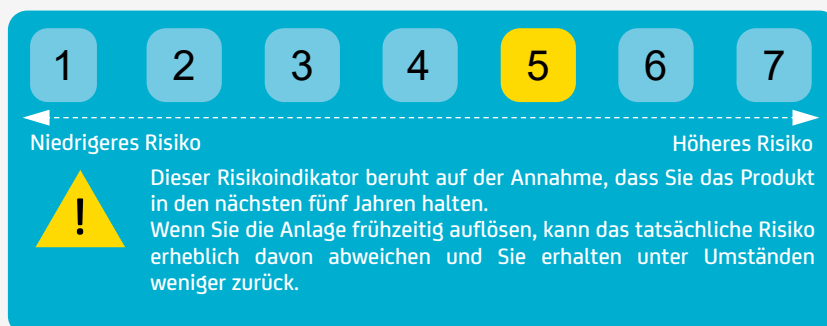 1 2 3 4 5 6 7
Niedrigeres Risiko Höheres Risiko
!
Dieser Risikoindikator beruht auf der Annahme, dass Sie das Produkt
in den nächsten fünf Jahren halten.
Wenn Sie die Anlage frühzeitig auflösen, kann das tatsächliche Risiko
erheblich davon abweichen und Sie erhalten unter Umständen
weniger zurück.